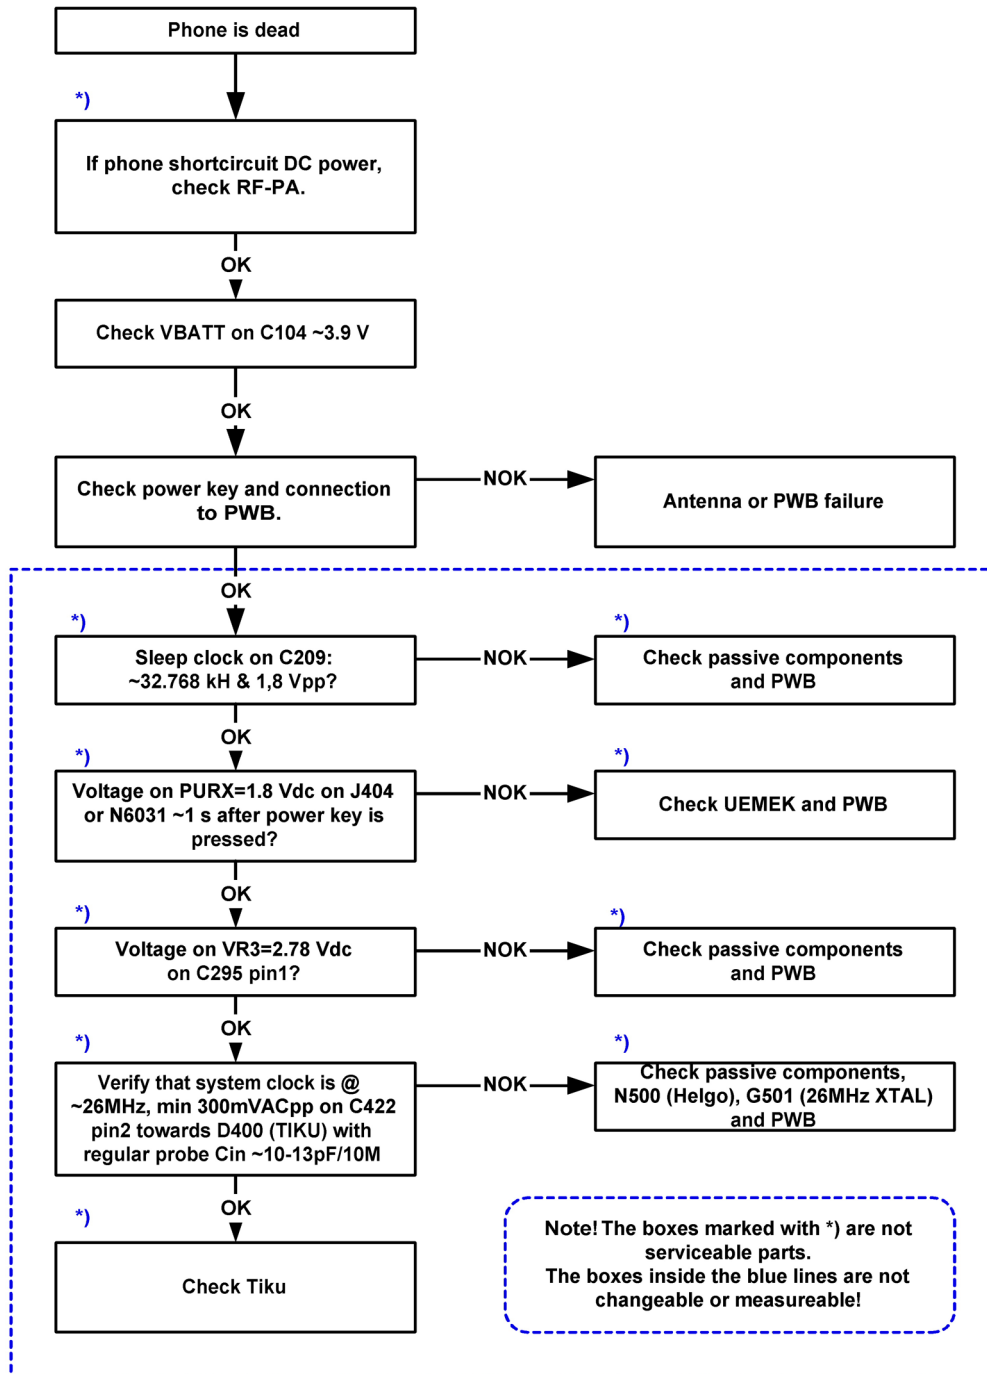 Phone is dead
*)
If phone shortcircuit DC power,
check RF-PA.
OK
Check VBATT on C104 ~3.9 V
OK
Check power key and connection
to PWB.
NOK
Antenna or PWB failure
OK
*)
Sleep clock on C209:
~32.768 kH & 1,8 Vpp?
NOK
*)
Check passive components
and PWB
OK
*)
Voltage on PURX=1.8 Vdc on J404
or N6031 ~1 s after power key is
pressed?
NOK
*)
Check UEMEK and PWB
OK
*)
Voltage on VR3=2.78 Vdc
on C295 pin1?
NOK
*)
Check passive components
and PWB
OK
*)
Verify that system clock is @
~26MHz, min 300mVACpp on C422
pin2 towards D400 (TIKU) with
regular probe Cin ~10-13pF/10M
NOK
*)
Check passive components,
N500 (Helgo), G501 (26MHz XTAL)
and PWB
OK
*)
Check Tiku
Note! The boxes marked with *) are not
serviceable parts.
The boxes inside the blue lines are not
changeable or measureable!